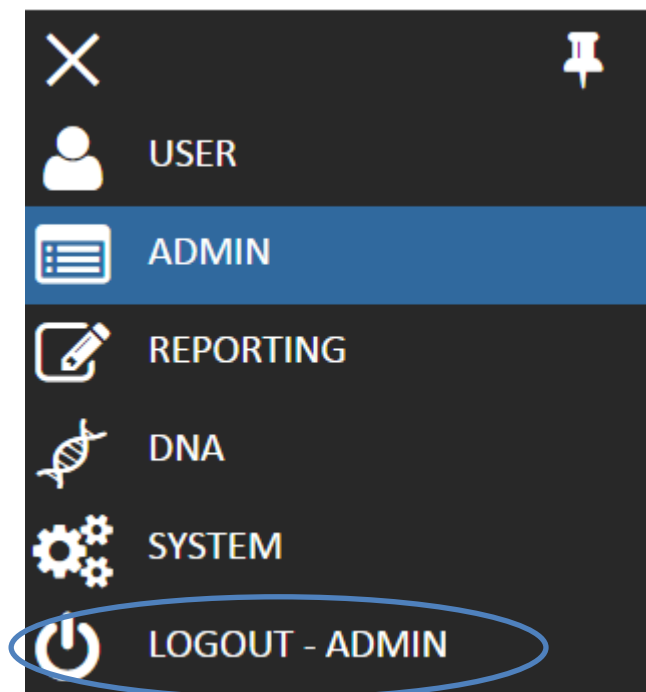 USER
ADMIN
REPORTING
DNA
SYSTEM
LOGOUT - ADMIN